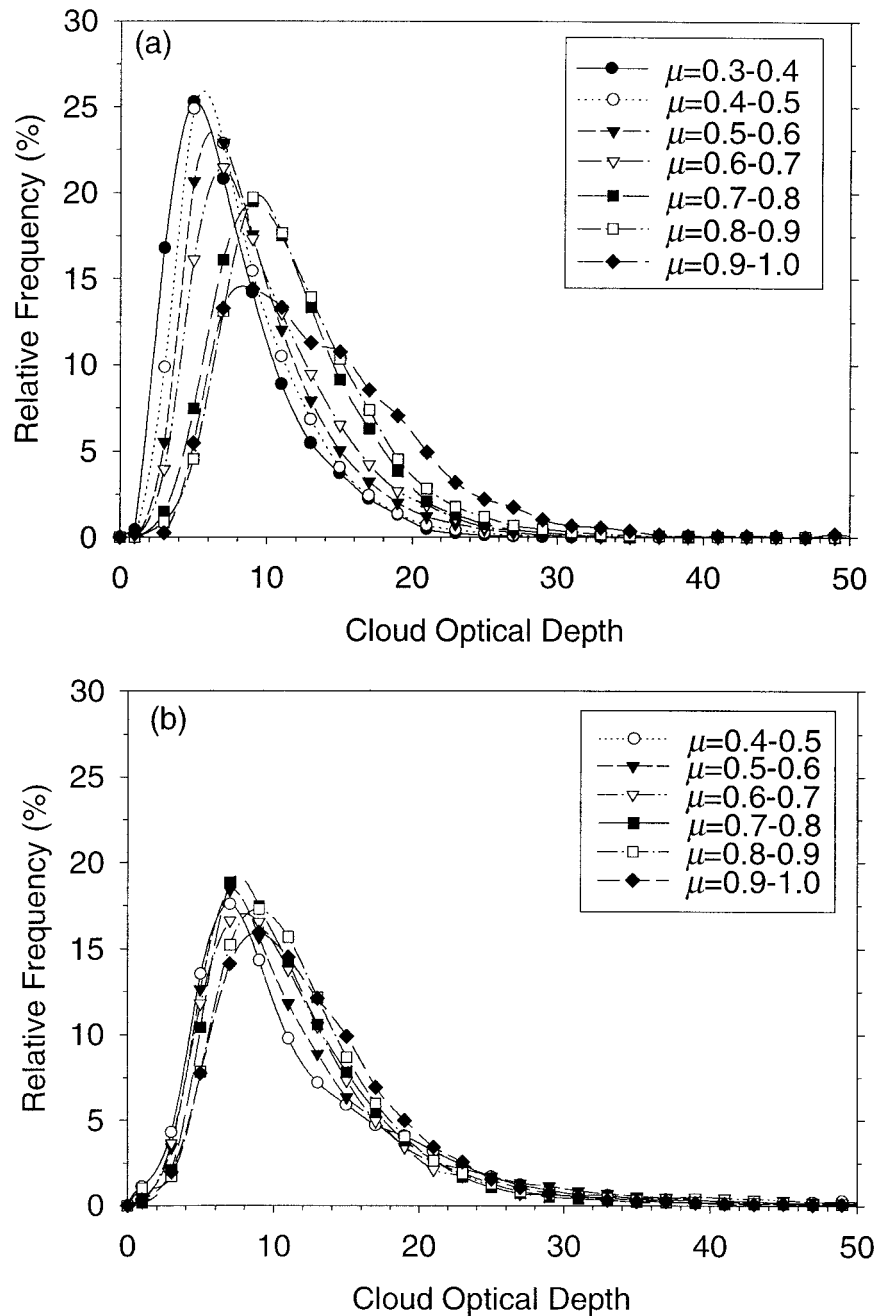 (a)
30
25
20
15
10
5
0
Relative Frequency (%)
μ=0.3-0.4
μ=0.4-0.5
μ=0.5-0.6
μ=0.6-0.7
μ=0.7-0.8
μ=0.8-0.9
μ=0.9-1.0
0 10 20 30 40 50
Cloud Optical Depth
(b)
30
25
20
15
10
5
0
Relative Frequency (%)
μ=0.4-0.5
μ=0.5-0.6
μ=0.6-0.7
μ=0.7-0.8
μ=0.8-0.9
μ=0.9-1.0
0 10 20 30 40 50
Cloud Optical Depth